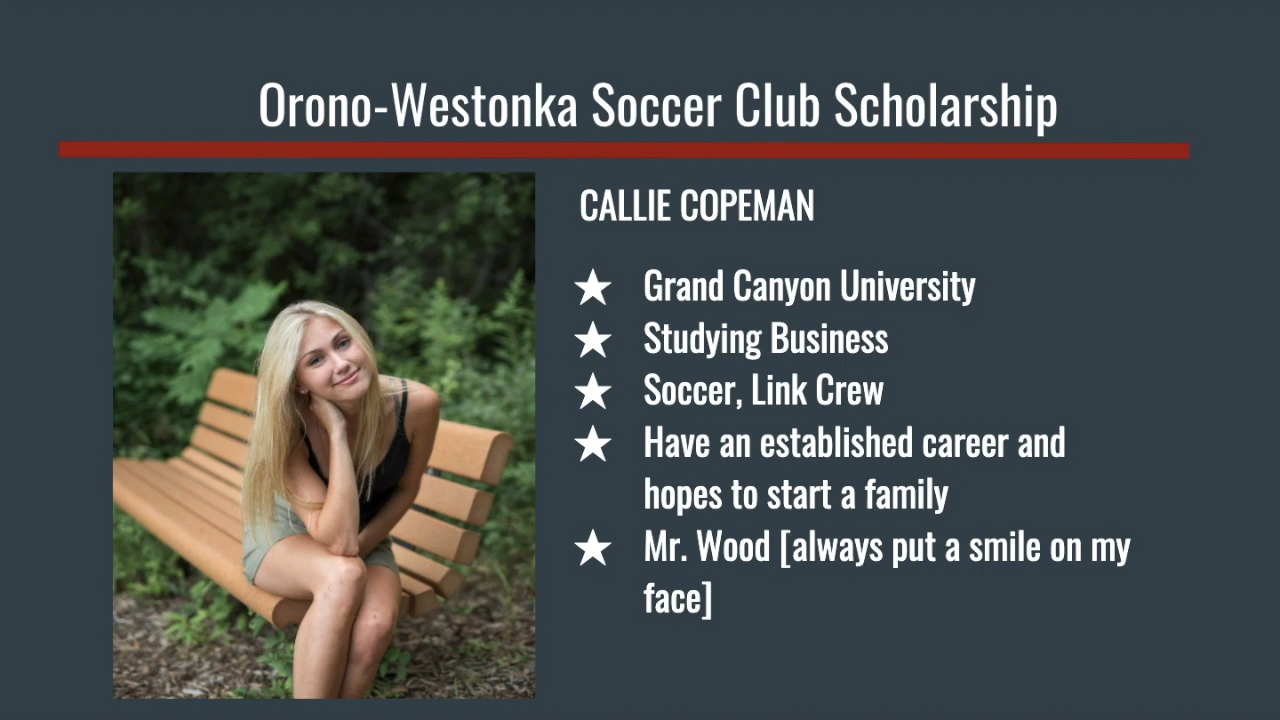 Orono-Westonka Soccer Club Scholarship
CALLIE COPEMAN
Grand Canyon University
Studying Business
Soccer, Link Crew
Have an established career and
hopes to start a family
Mr. Wood [always put a smile on my
face]